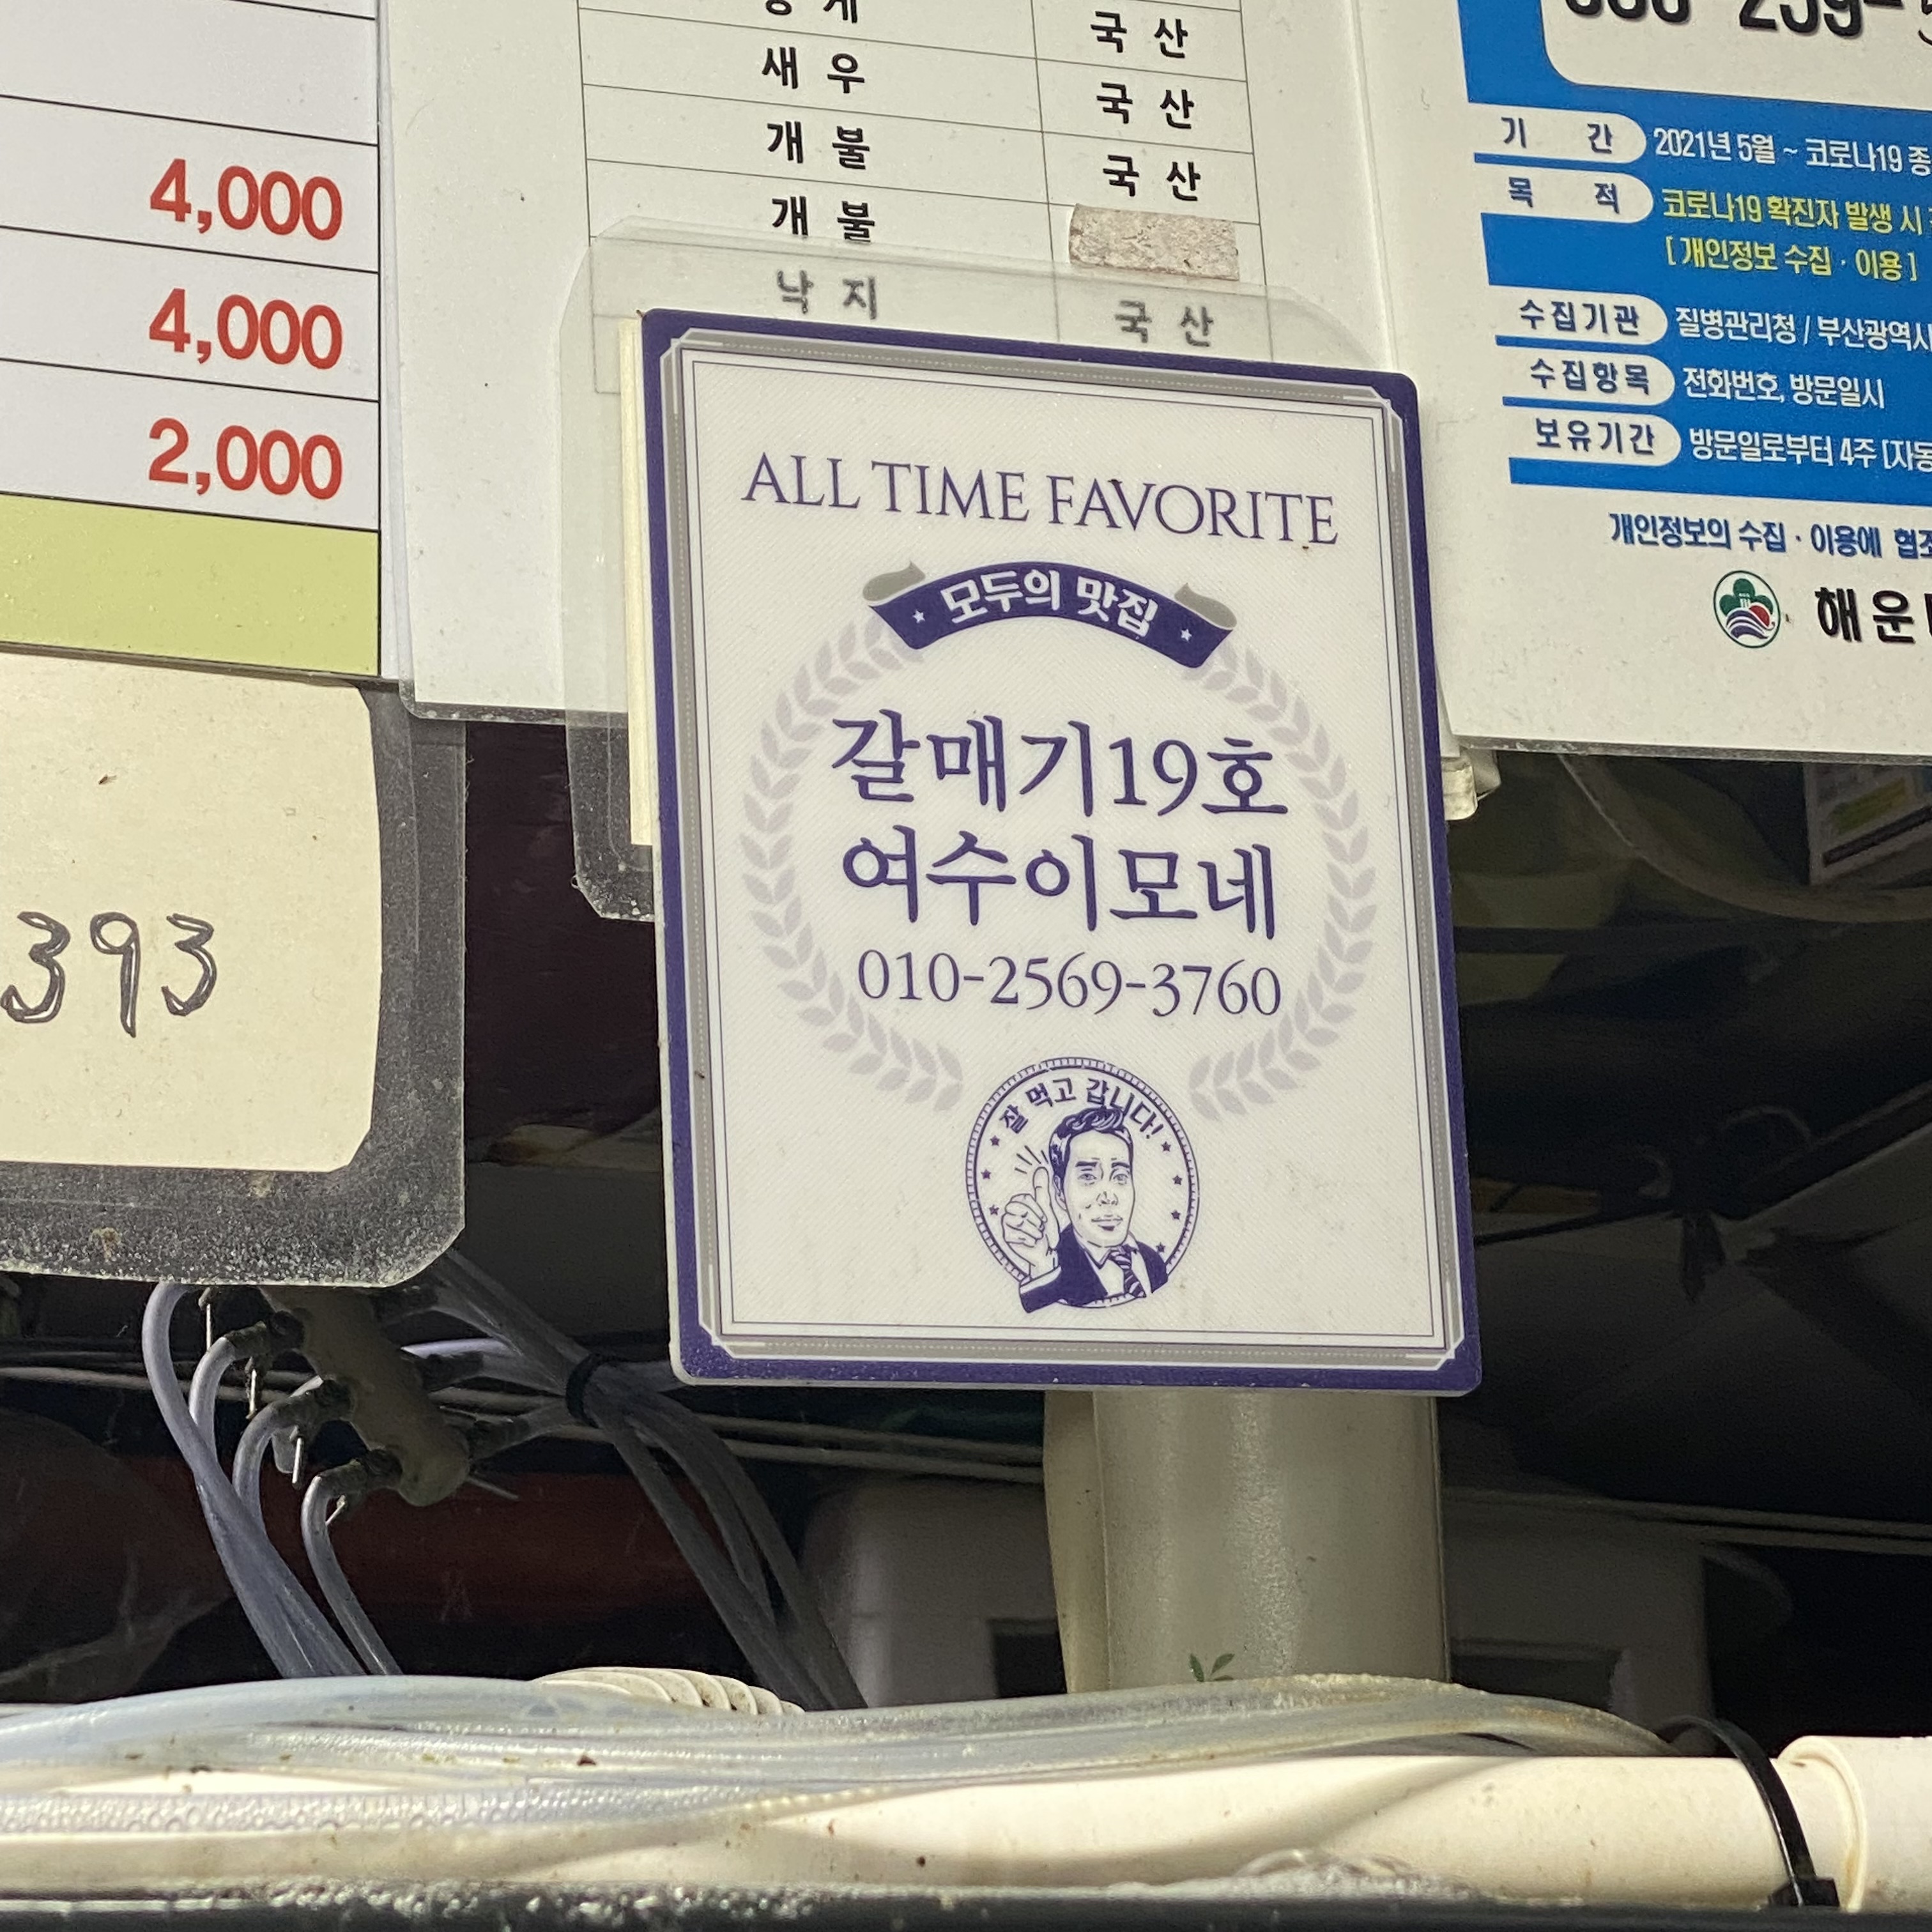 4,000
4,000
2,000
393
국 산
새 우
국 산
개 불
국 산
개 불
낙 지
국 산
기 간 2021년 5월 ~ 코로나19
목 적 코로나19 확진자 발생 시
[ 개인정보 수집 · 이용 ]
수집기관 질병관리청 / 부산광역시
수집항목 전화번호, 방문일시
보유기간 방문일로부터 4주
개인정보의 수집 · 이용에
해운
ALL TIME FAVORITE
모두의 맛집
갈매기19호
여수이모네
010-2569-3760
잘 먹고 갑니다!